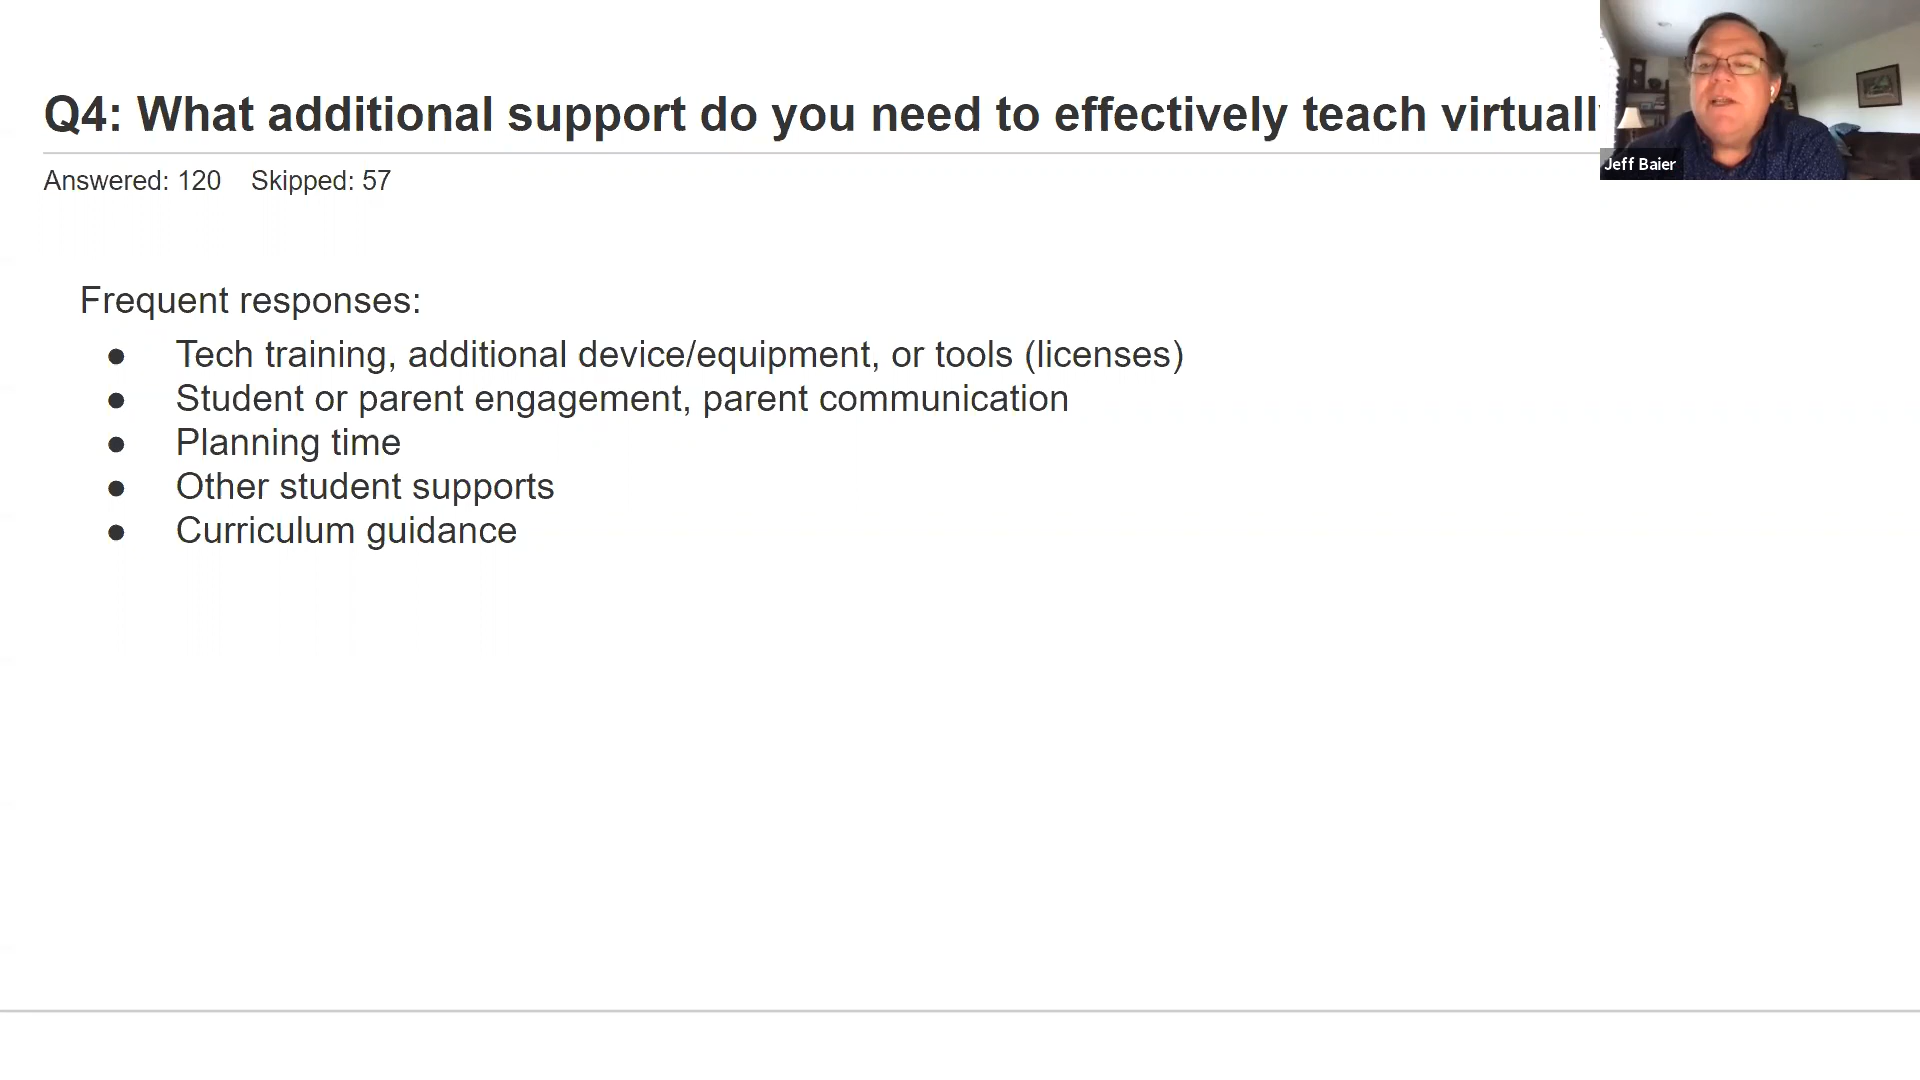 Q4: What additional support do you need to effectively teach virtually
Answered: 120 Skipped: 57
Jeff Baier
Frequent responses:
● Tech training, additional device/equipment, or tools (licenses)
● Student or parent engagement, parent communication
● Planning time
● Other student supports
● Curriculum guidance